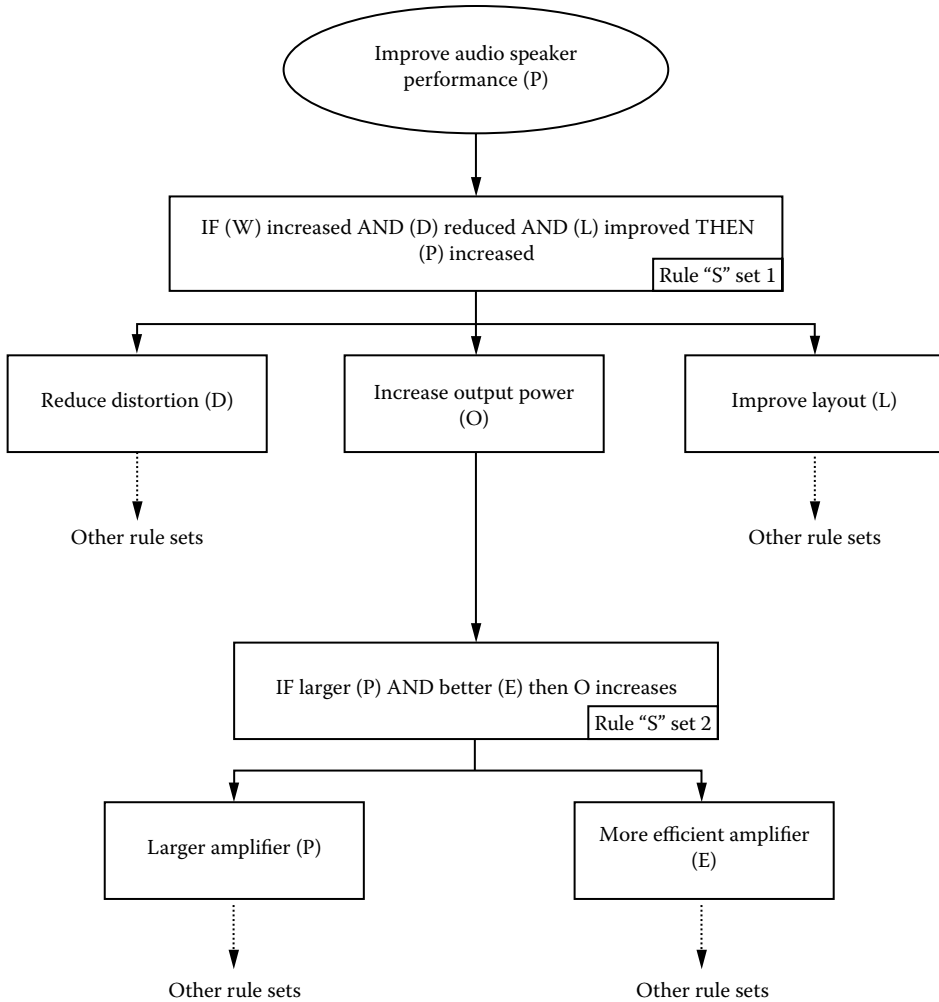 Improve audio speaker
performance (P)
IF (W) increased AND (D) reduced AND (L) improved THEN
(P) increased
Rule “S” set 1
Reduce distortion (D)
Increase output power
(O)
Improve layout (L)
Other rule sets
Other rule sets
IF larger (P) AND better (E) then O increases
Rule “S” set 2
Larger amplifier (P)
More efficient amplifier
(E)
Other rule sets
Other rule sets